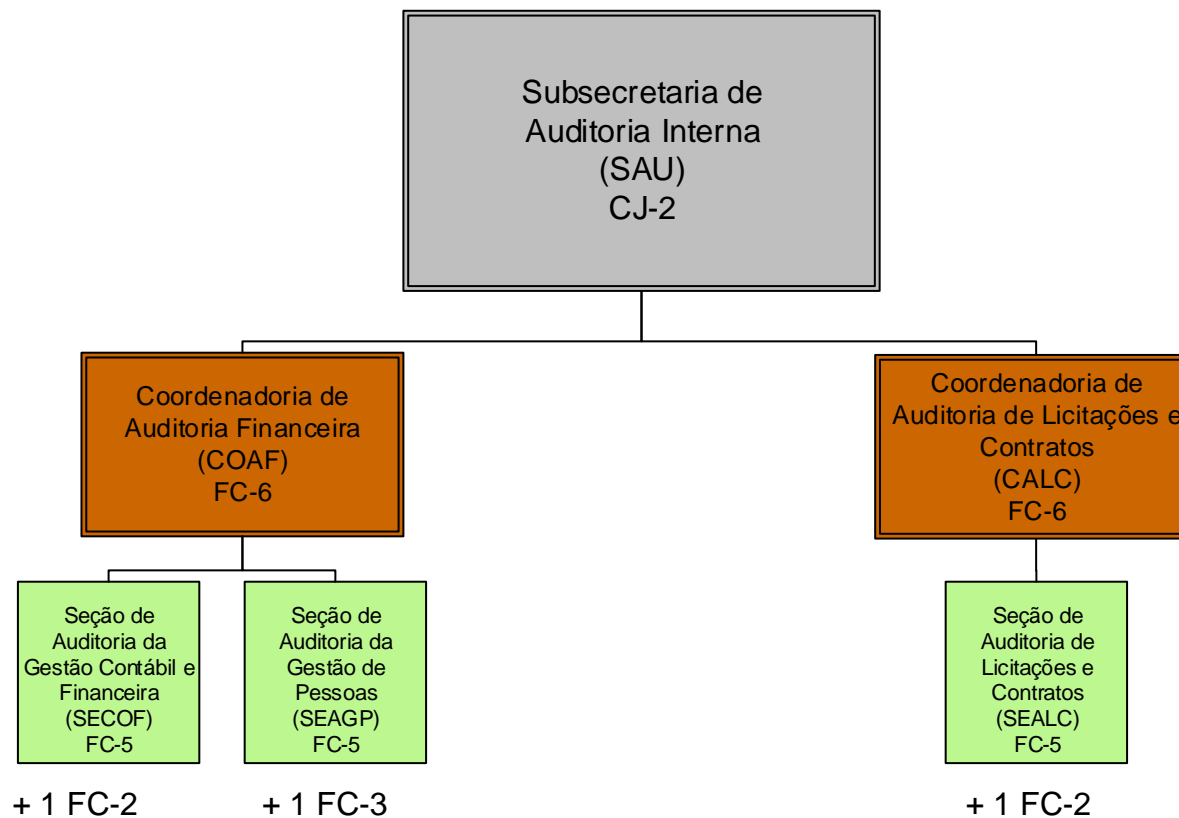 Subsecretaria de
Auditoria Interna
(SAU)
CJ-2
Coordenadoria de
Auditoria Financeira
(COAF)
FC-6
Coordenadoria de
Auditoria de Licitações e
Contratos
(CALC)
FC-6
Seção de
Auditoria da
Gestão Contábil e
Financeira
(SECOF)
FC-5
Seção de
Auditoria da
Gestão de
Pessoas
(SEAGP)
FC-5
Seção de
Auditoria de
Licitações e
Contratos
(SEALC)
FC-5
+ 1 FC-2
+ 1 FC-3
+ 1 FC-2